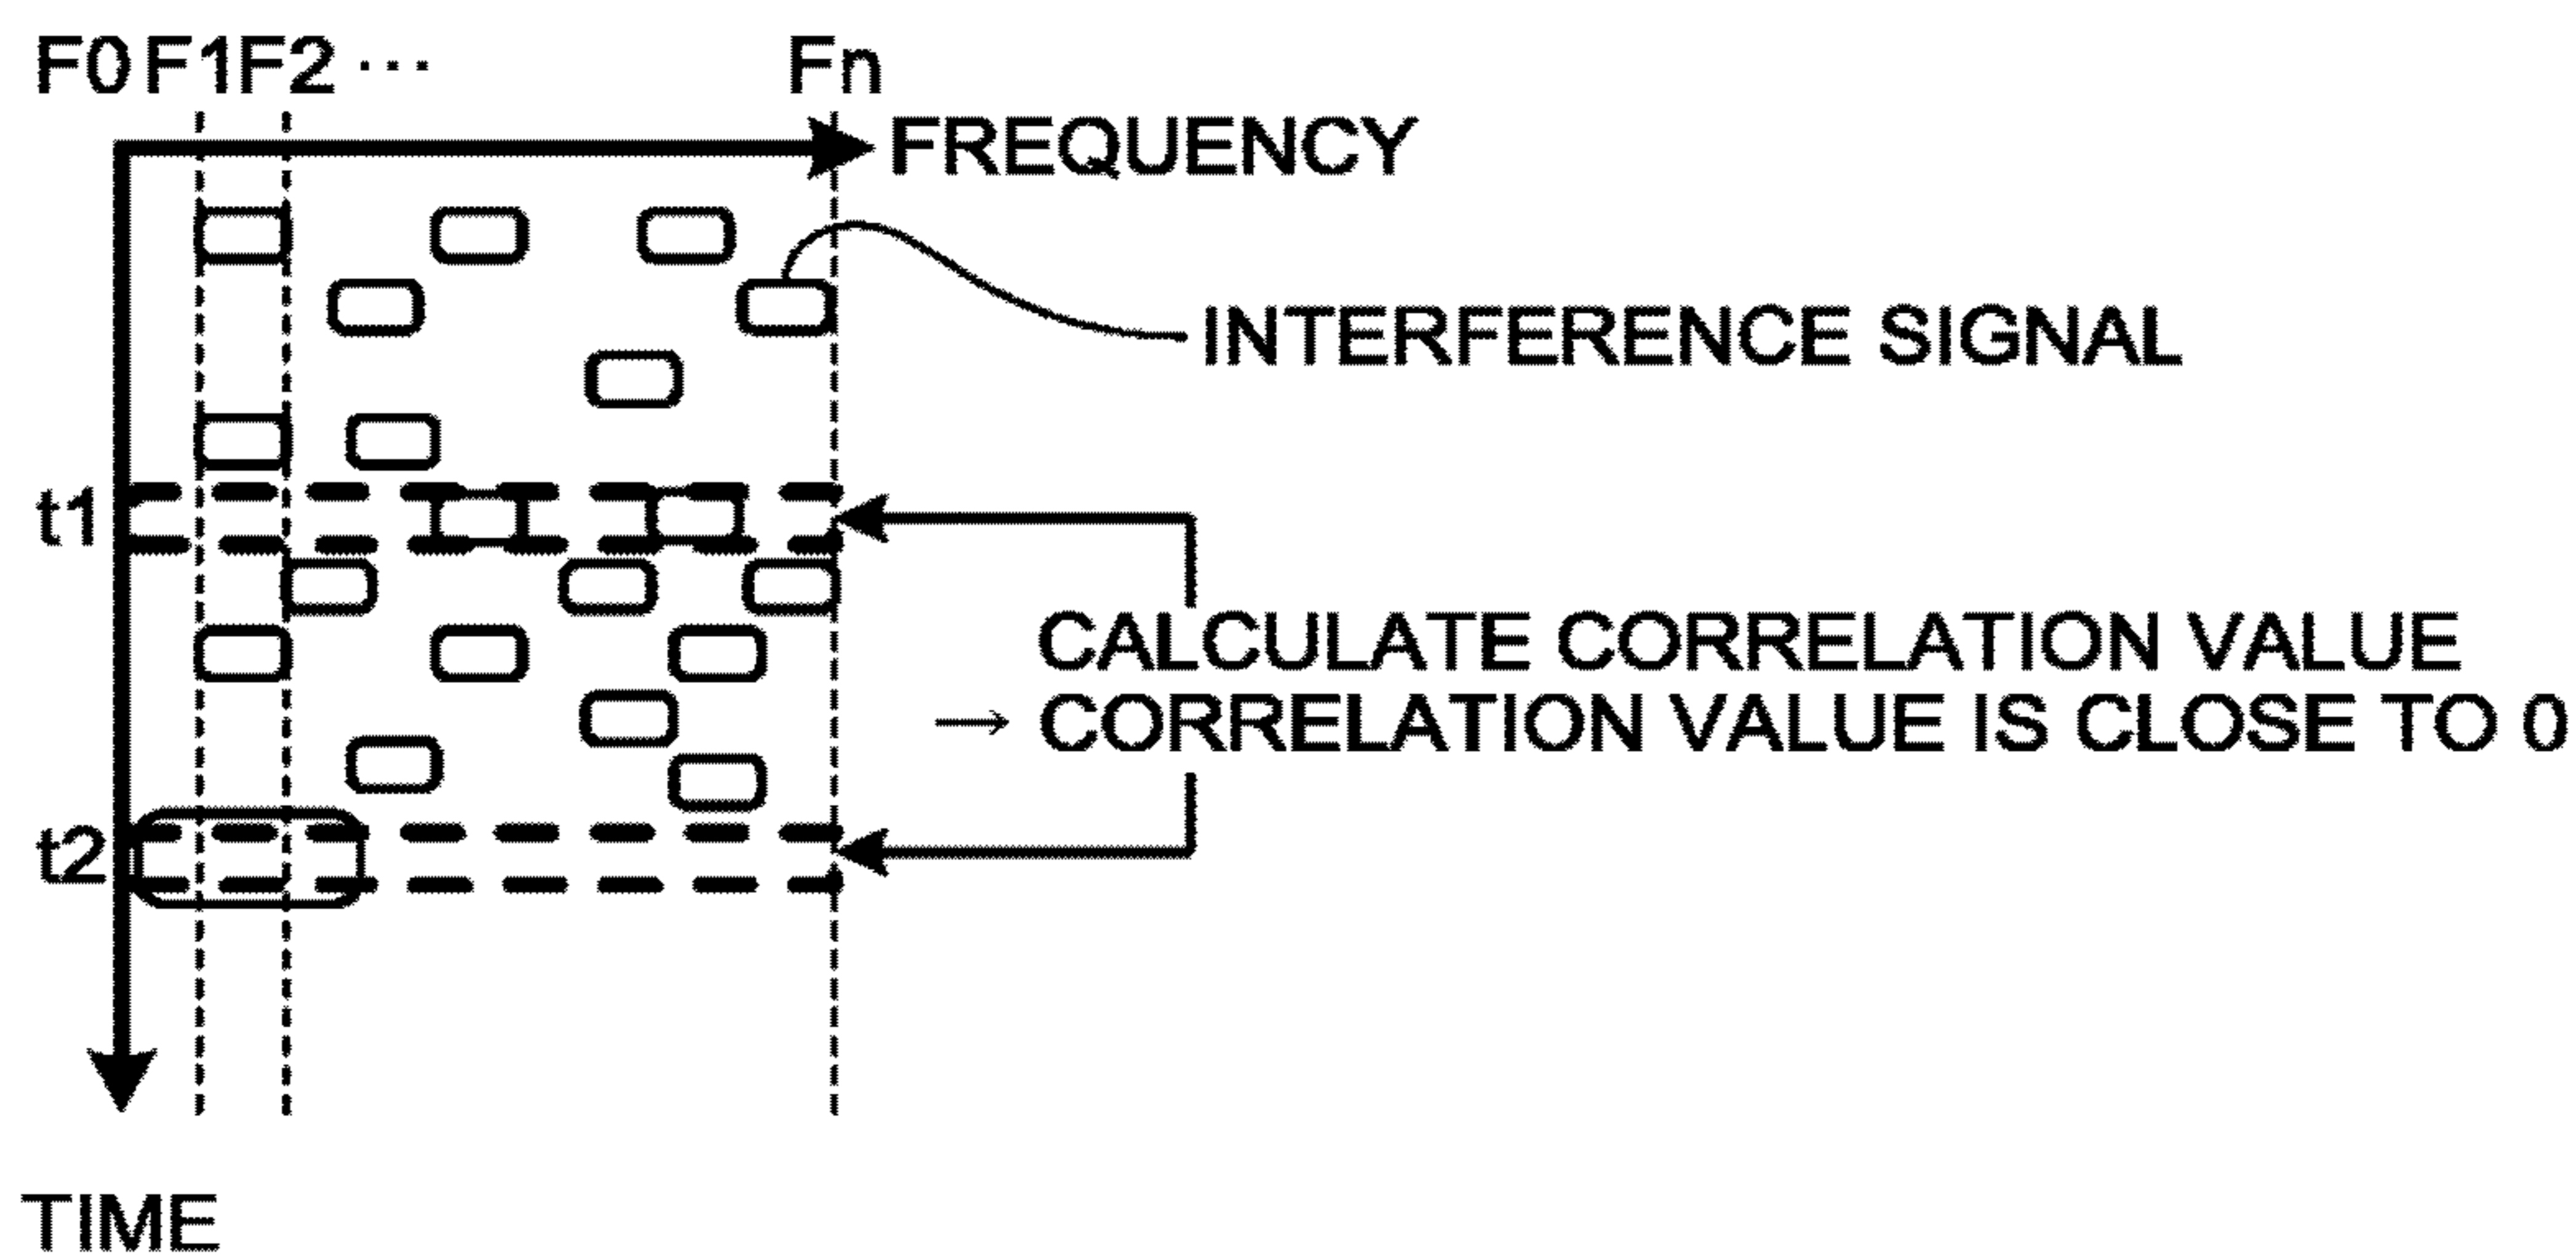 F0 F1 F2 ... Fn
FREQUENCY
INTERFERENCE SIGNAL
t1
CALCULATE CORRELATION VALUE
→ CORRELATION VALUE IS CLOSE TO 0
t2
TIME